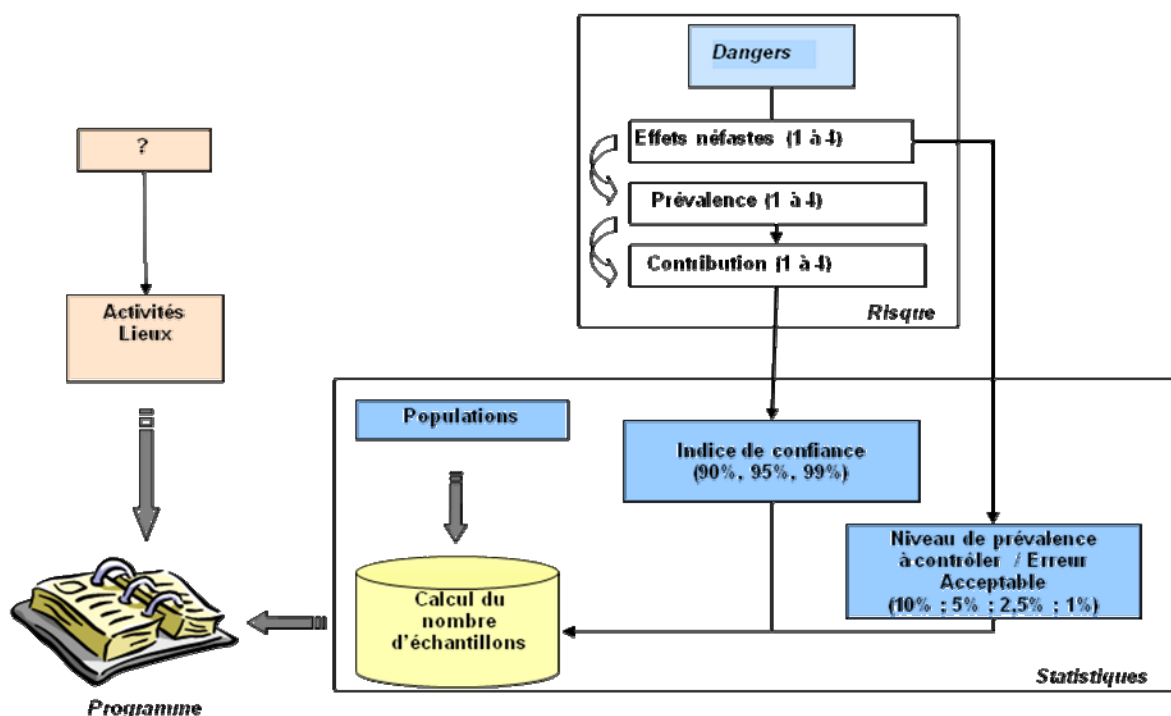 Dangers
Effets néfastes (1 à 4)
Prévalence (1 à 4)
Contribution (1 à 4)
Risque
?
Activités
Lieux
Populations
Indice de confiance
(90%, 95%, 99%)
Niveau de prévalence
à contrôler / Erreur
Acceptable
(10% ; 5% ; 2,5% ; 1%)
Calcul du
nombre
d'échantillons
Statistiques
Programme